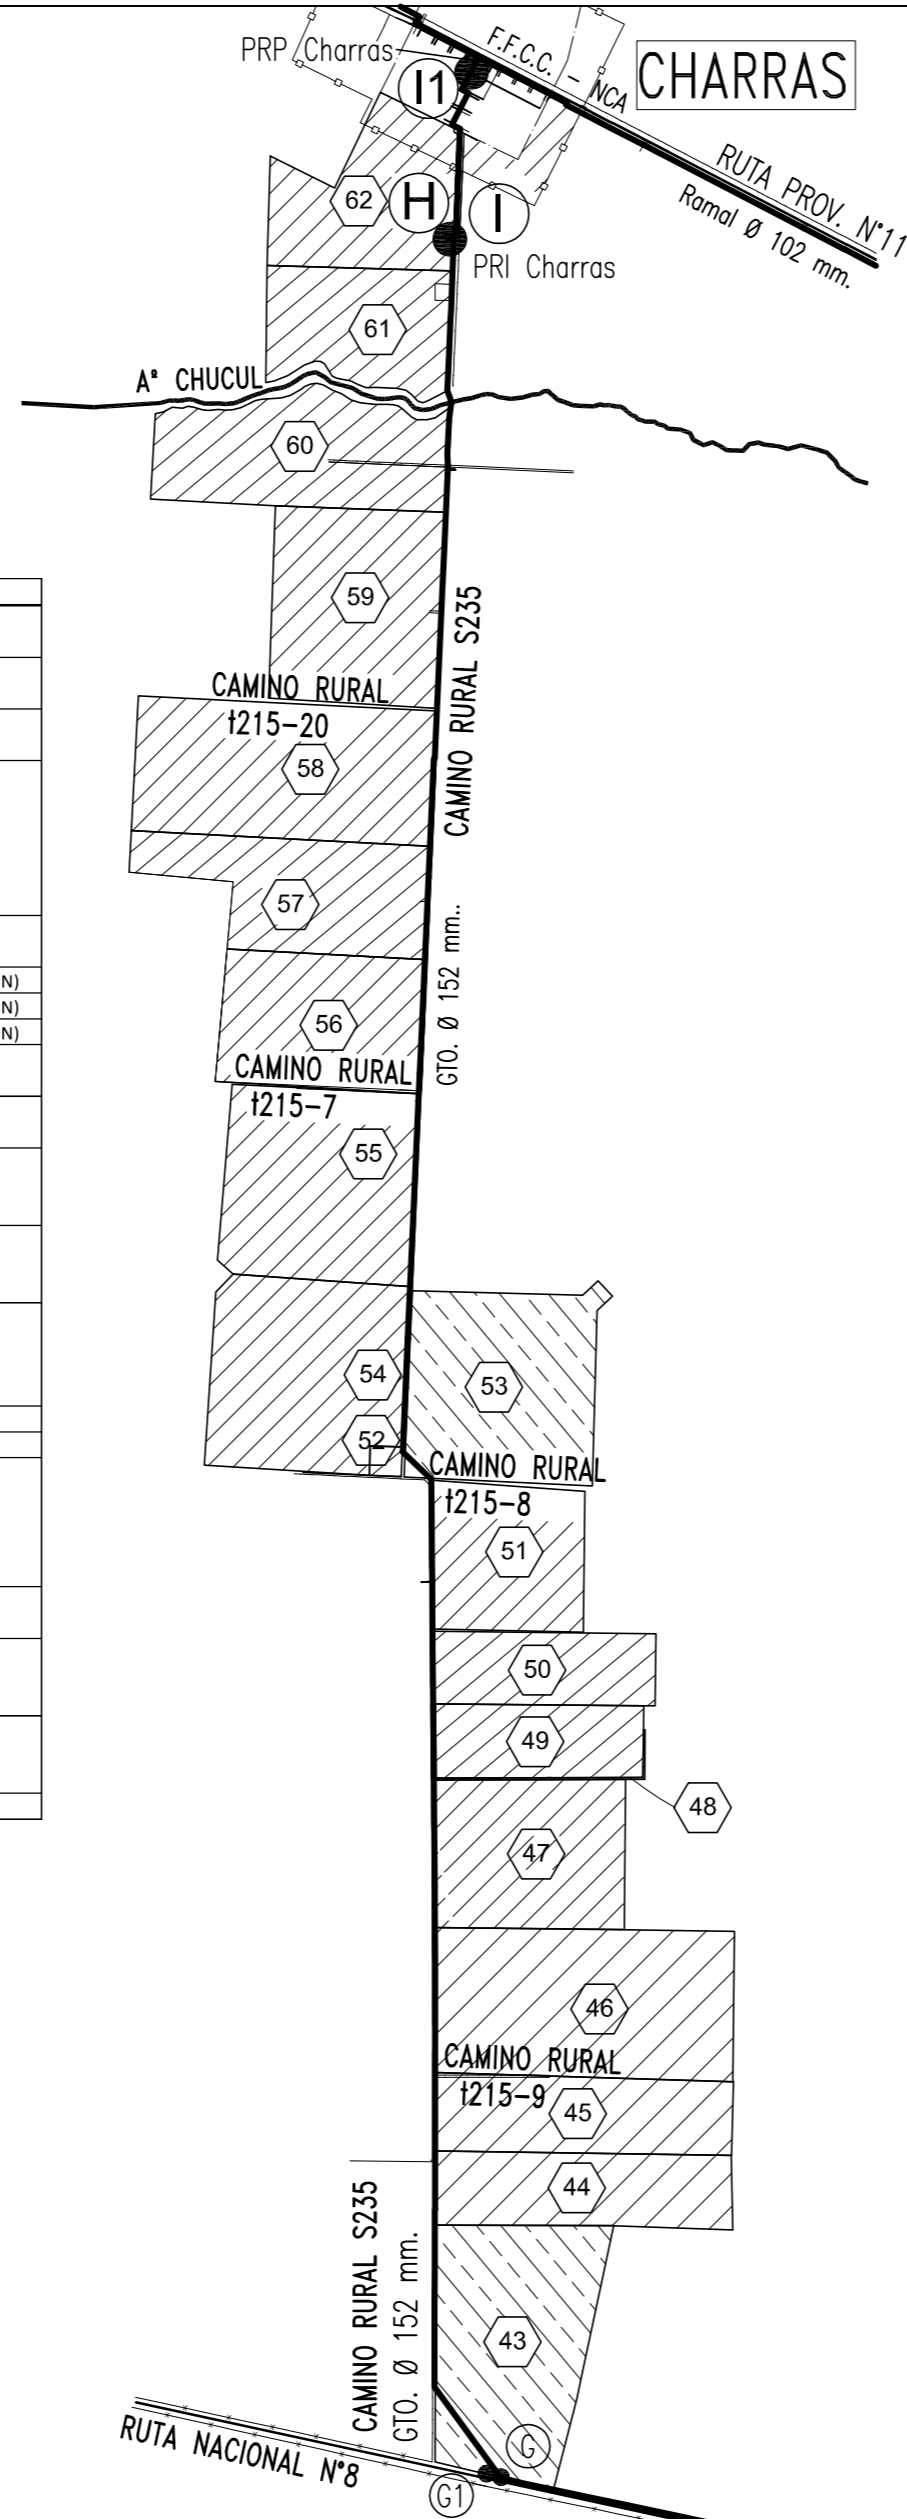 PRP Charras
F.F.C.C. - NCA
CHARRAS
I1
RUTA PROV. N°11
Ramal Ø 102 mm.
62
H
I
PRI Charras
61
Aº CHUCUL
60
59
CAMINO RURAL S235
CAMINO RURAL
t215-20
58
57
GTO. Ø 152 mm..
N)
N)
N)
56
CAMINO RURAL
t215-7
55
54
53
52
CAMINO RURAL
t215-8
51
50
49
48
47
46
CAMINO RURAL
t215-9
45
44
CAMINO RURAL S235
GTO. Ø 152 mm.
43
RUTA NACIONAL N°8
G
G1